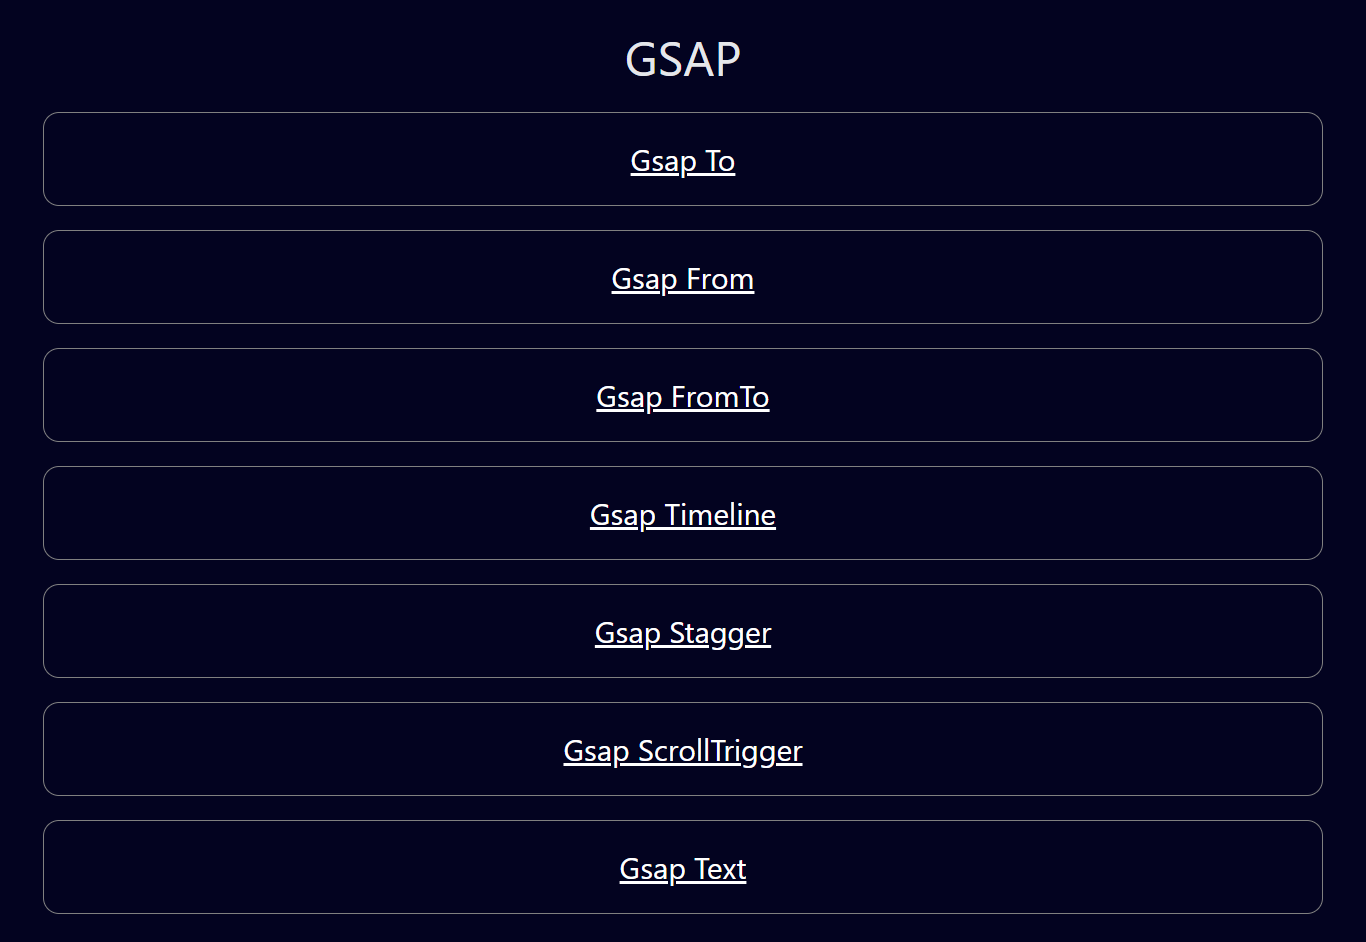 GSAP
Gsap To
Gsap From
Gsap FromTo
Gsap Timeline
Gsap Stagger
Gsap ScrollTrigger
Gsap Text